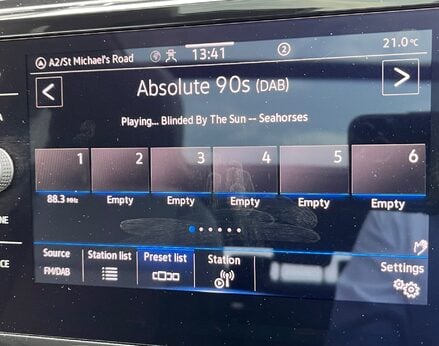 A2/St Michael's Road
13:41
2
21.0°C
Absolute 90s (DAB)
Playing... Blinded By The Sun -- Seahorses
1 2 3 4 5 6
88.3 MHz Empty Empty Empty Empty Empty
Source
FM/DAB
Station list
Preset list
Station
Settings